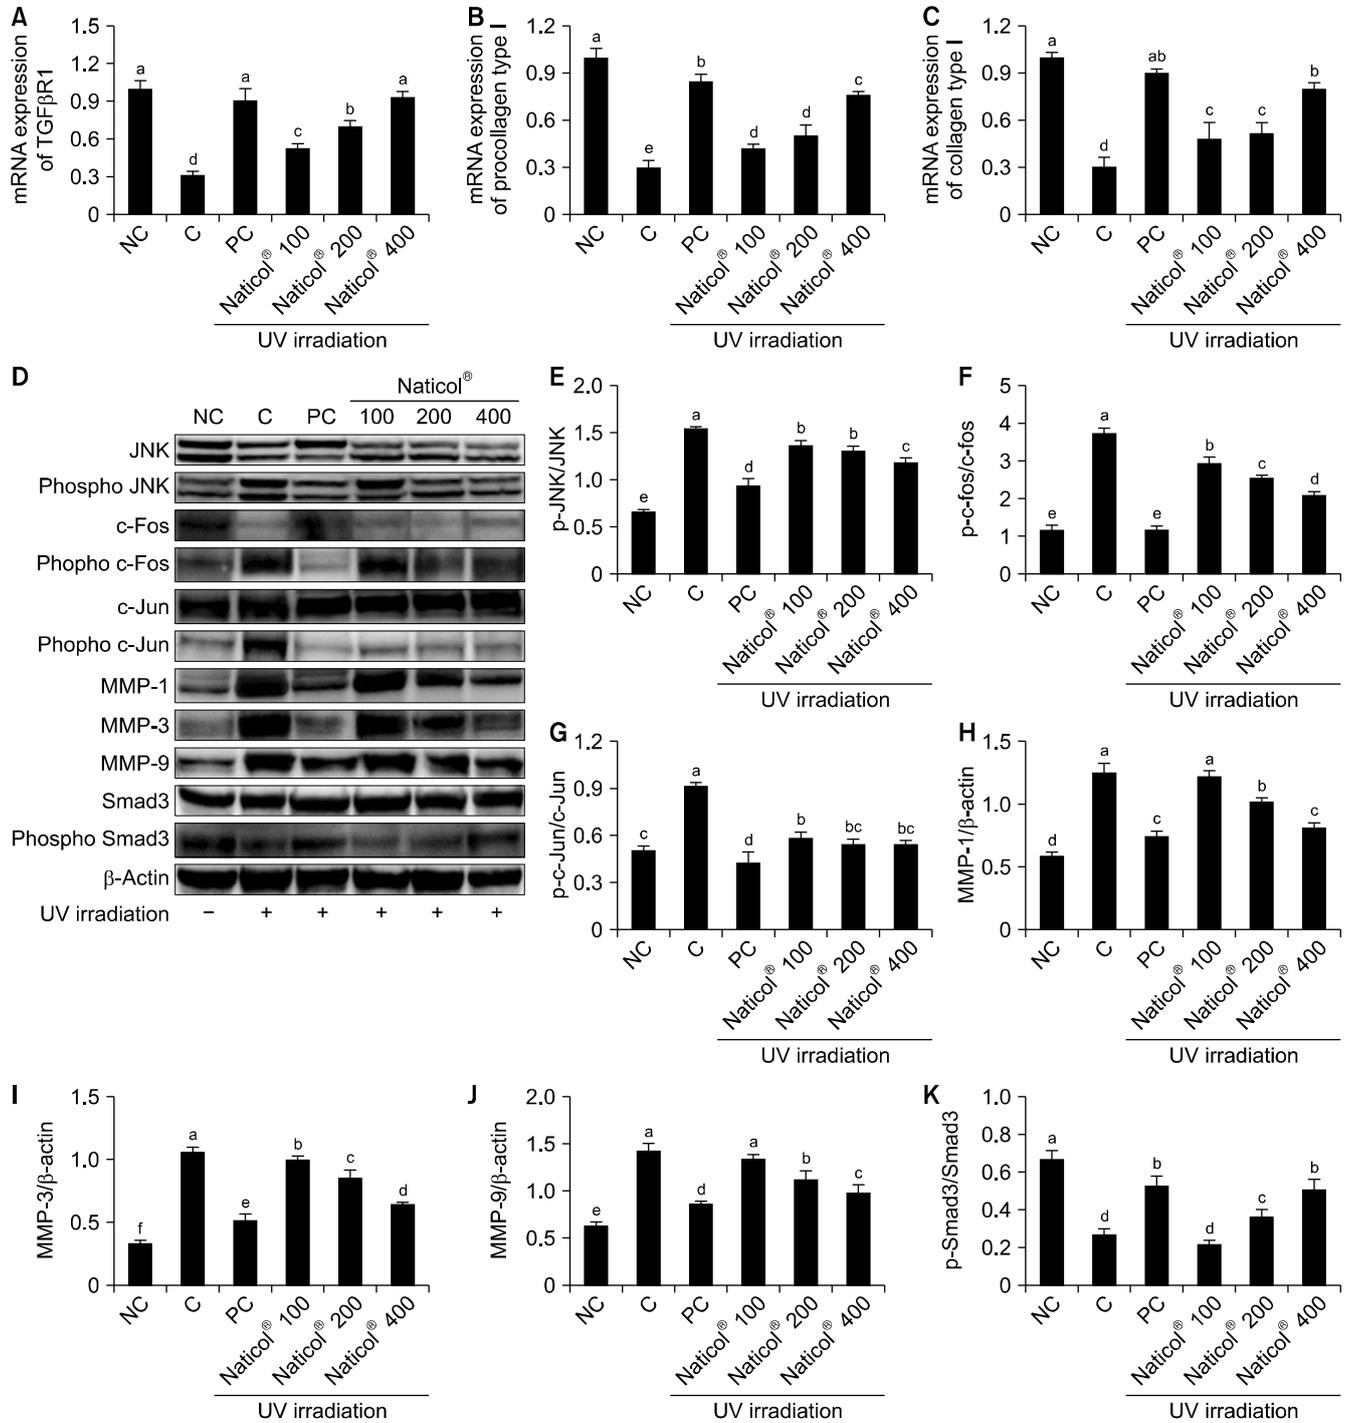 A
mRNA expression
of TGFβR1
1.5
1.2
0.9
0.6
0.3
0
a
d
a
c
b
a
NC
C
PC
Naticol® 100
Naticol® 200
Naticol® 400
UV irradiation
B
mRNA expression
of procollagen type I
1.2
0.9
0.6
0.3
0
a
e
b
d
d
c
NC
C
PC
Naticol® 100
Naticol® 200
Naticol® 400
UV irradiation
C
mRNA expression
of collagen type I
1.2
0.9
0.6
0.3
0
a
d
ab
c
c
b
NC
C
PC
Naticol® 100
Naticol® 200
Naticol® 400
UV irradiation
D
Naticol®
NC C PC 100 200 400
JNK
Phospho JNK
c-Fos
Phopho c-Fos
c-Jun
Phopho c-Jun
MMP-1
MMP-3
MMP-9
Smad3
Phospho Smad3
β-Actin
UV irradiation − + + + + +
E
p-JNK/JNK
2.0
1.5
1.0
0.5
0
e
a
d
b
b
c
NC
C
PC
Naticol® 100
Naticol® 200
Naticol® 400
UV irradiation
F
p-c-fos/c-fos
5
4
3
2
1
0
e
a
e
b
c
d
NC
C
PC
Naticol® 100
Naticol® 200
Naticol® 400
UV irradiation
G
p-c-Jun/c-Jun
1.2
0.9
0.6
0.3
0
c
a
d
b
bc
bc
NC
C
PC
Naticol® 100
Naticol® 200
Naticol® 400
UV irradiation
H
MMP-1/β-actin
1.5
1.0
0.5
0
d
a
c
a
b
c
NC
C
PC
Naticol® 100
Naticol® 200
Naticol® 400
UV irradiation
I
MMP-3/β-actin
1.5
1.0
0.5
0
f
a
e
b
c
d
NC
C
PC
Naticol® 100
Naticol® 200
Naticol® 400
UV irradiation
J
MMP-9/β-actin
2.0
1.5
1.0
0.5
0
e
a
d
a
b
c
NC
C
PC
Naticol® 100
Naticol® 200
Naticol® 400
UV irradiation
K
p-Smad3/Smad3
1.0
0.8
0.6
0.4
0.2
0
a
d
b
d
c
b
NC
C
PC
Naticol® 100
Naticol® 200
Naticol® 400
UV irradiation